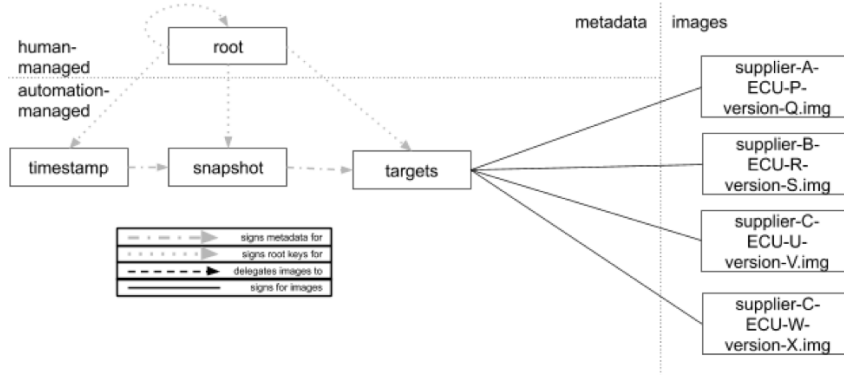 metadata
images
human-
managed
root
automation-
managed
supplier-A-
ECU-P-
version-Q.img
timestamp
snapshot
targets
supplier-B-
ECU-R-
version-S.img
supplier-C-
ECU-U-
version-V.img
supplier-C-
ECU-W-
version-X.img
signs metadata for
signs root keys for
delegates images to
signs for images